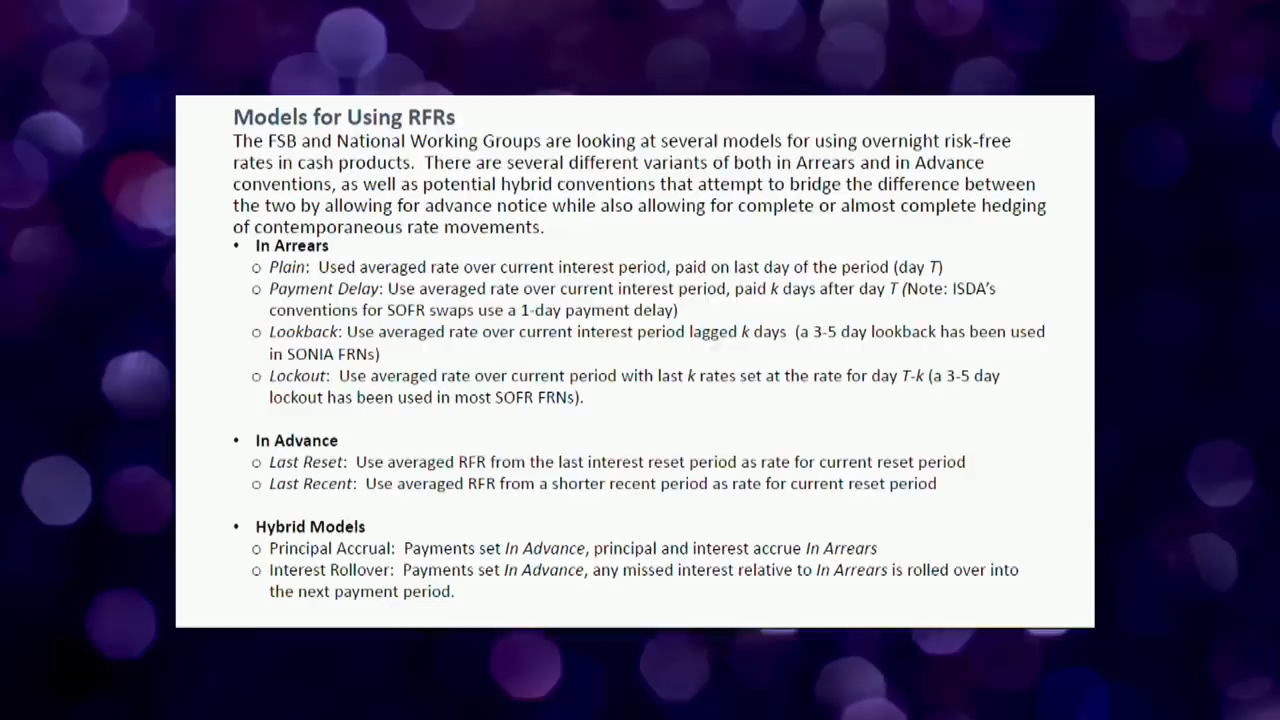 Models for Using RFRs
The FSB and National Working Groups are looking at several models for using overnight risk-free
rates in cash products.  There are several different variants of both in Arrears and in Advance
conventions, as well as potential hybrid conventions that attempt to bridge the difference between
the two by allowing for advance notice while also allowing for complete or almost complete hedging
of contemporaneous rate movements.
• In Arrears
○ Plain:  Used averaged rate over current interest period, paid on last day of the period (day T)
○ Payment Delay: Use averaged rate over current interest period, paid k days after day T (Note: ISDA's
conventions for SOFR swaps use a 1-day payment delay)
○ Lookback: Use averaged rate over current interest period lagged k days  (a 3-5 day lookback has been used
in SONIA FRNs)
○ Lockout:  Use averaged rate over current period with last k rates set at the rate for day T-k (a 3-5 day
lockout has been used in most SOFR FRNs).
• In Advance
○ Last Reset:  Use averaged RFR from the last interest reset period as rate for current reset period
○ Last Recent:  Use averaged RFR from a shorter recent period as rate for current reset period
• Hybrid Models
○ Principal Accrual:  Payments set In Advance, principal and interest accrue In Arrears
○ Interest Rollover:  Payments set In Advance, any missed interest relative to In Arrears is rolled over into
the next payment period.